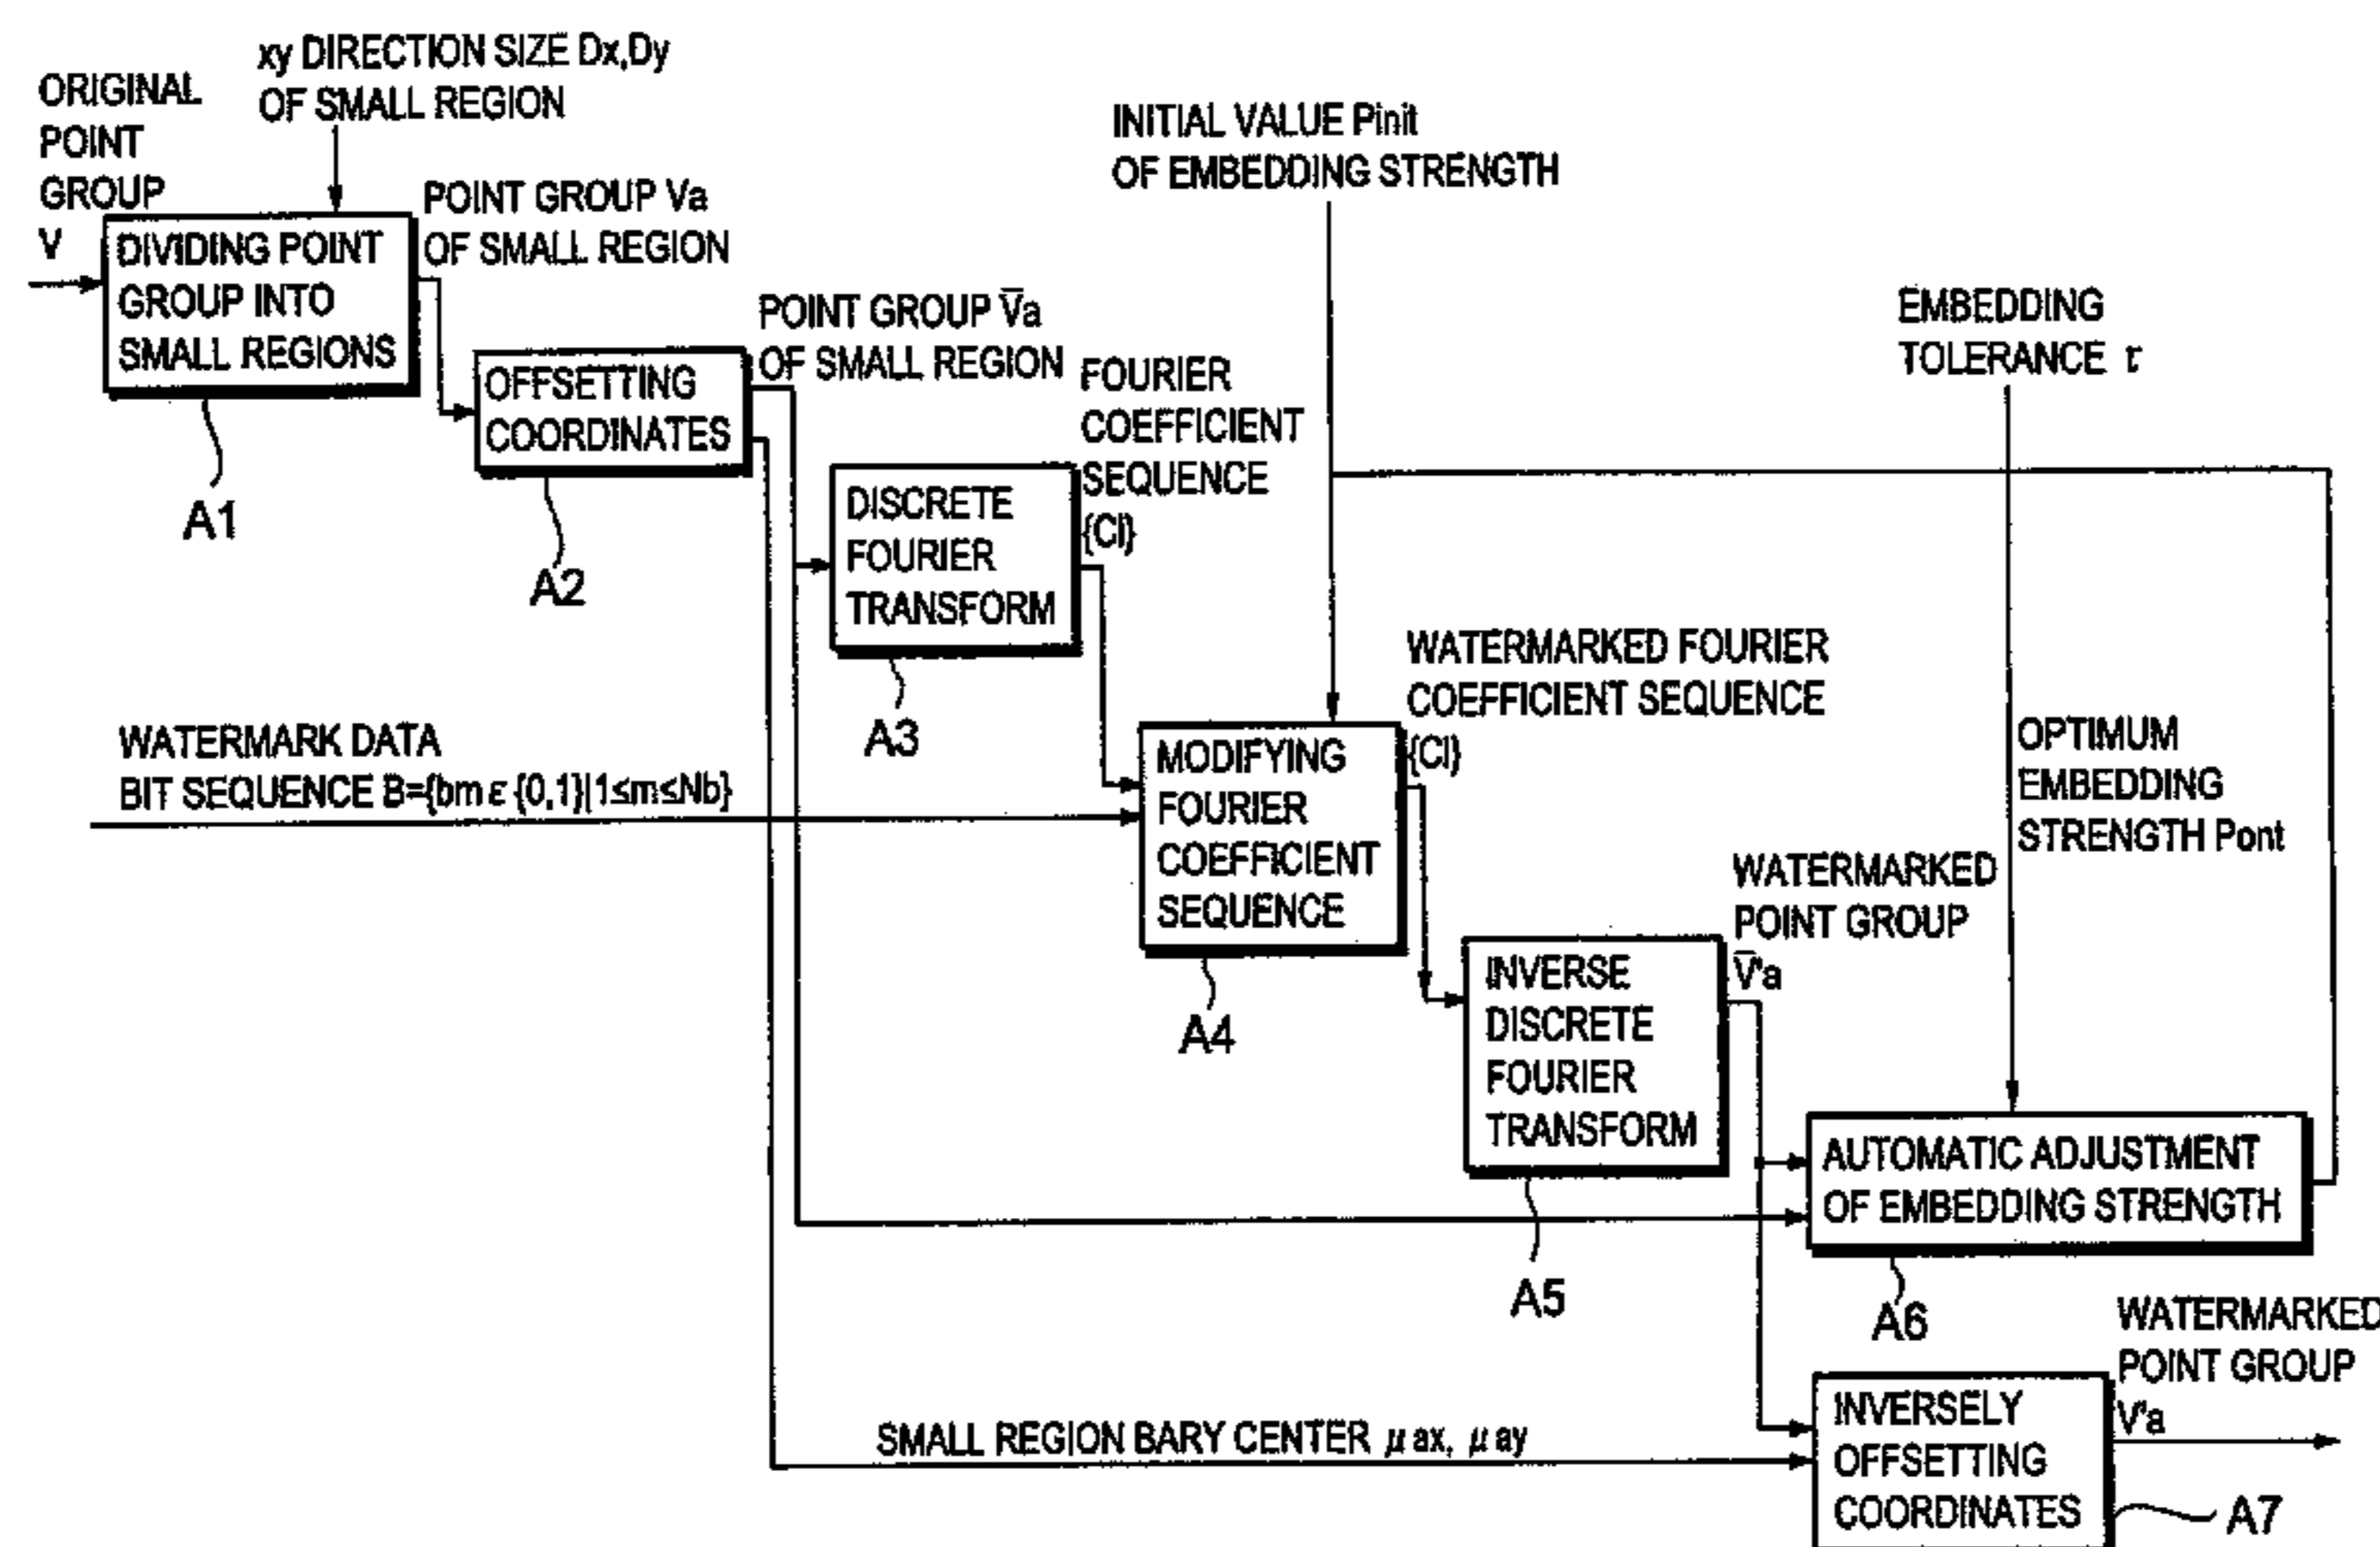 ORIGINAL
POINT
GROUP
V
xy DIRECTION SIZE Dx,Dy
OF SMALL REGION
DIVIDING POINT
GROUP INTO
SMALL REGIONS
A1
POINT GROUP Va
OF SMALL REGION
OFFSETTING
COORDINATES
A2
POINT GROUP V̅a
OF SMALL REGION
DISCRETE
FOURIER
TRANSFORM
A3
FOURIER
COEFFICIENT
SEQUENCE
{Cl}
INITIAL VALUE Pinit
OF EMBEDDING STRENGTH
WATERMARK DATA
BIT SEQUENCE B={bm ε {0,1}|1≤m≤Nb}
MODIFYING
FOURIER
COEFFICIENT
SEQUENCE
A4
WATERMARKED FOURIER
COEFFICIENT SEQUENCE
{Cl}
INVERSE
DISCRETE
FOURIER
TRANSFORM
A5
WATERMARKED
POINT GROUP
V̅'a
EMBEDDING
TOLERANCE τ
OPTIMUM
EMBEDDING
STRENGTH Pont
AUTOMATIC ADJUSTMENT
OF EMBEDDING STRENGTH
A6
SMALL REGION BARY CENTER μ ax, μ ay
INVERSELY
OFFSETTING
COORDINATES
A7
WATERMARKED
POINT GROUP
V'a